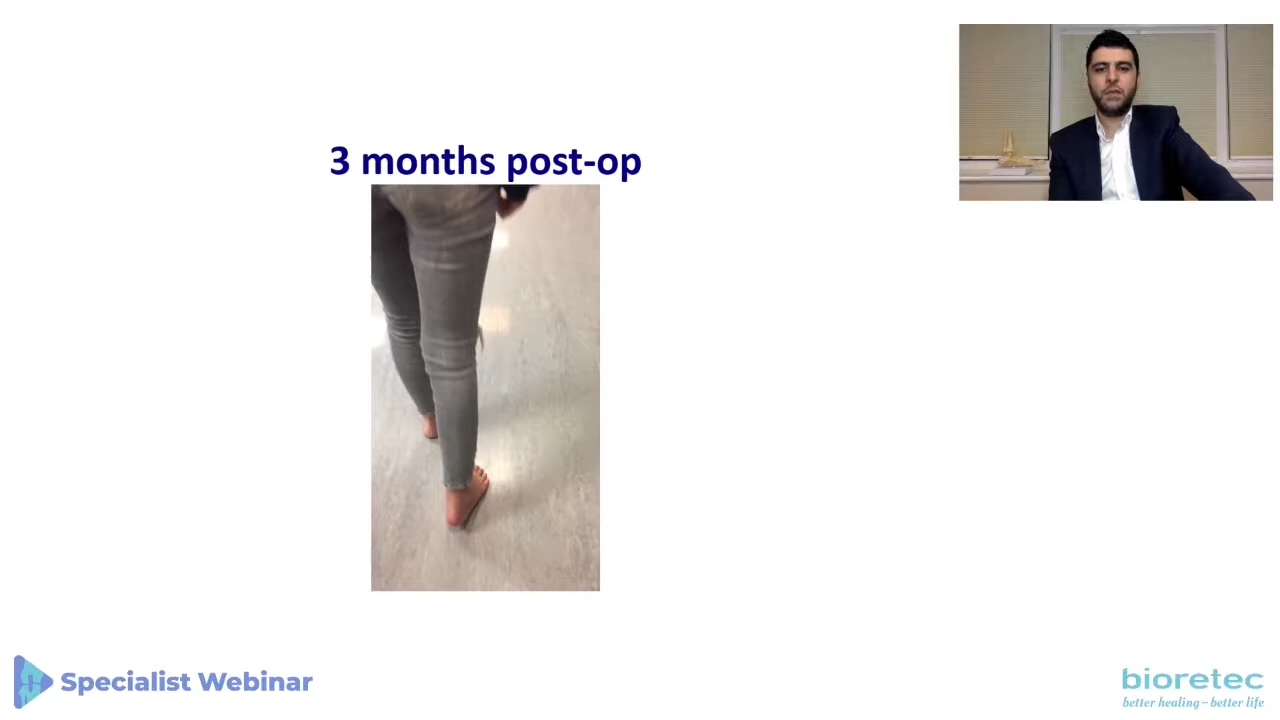 3 months post-op
Specialist Webinar
bioretec
better healing – better life